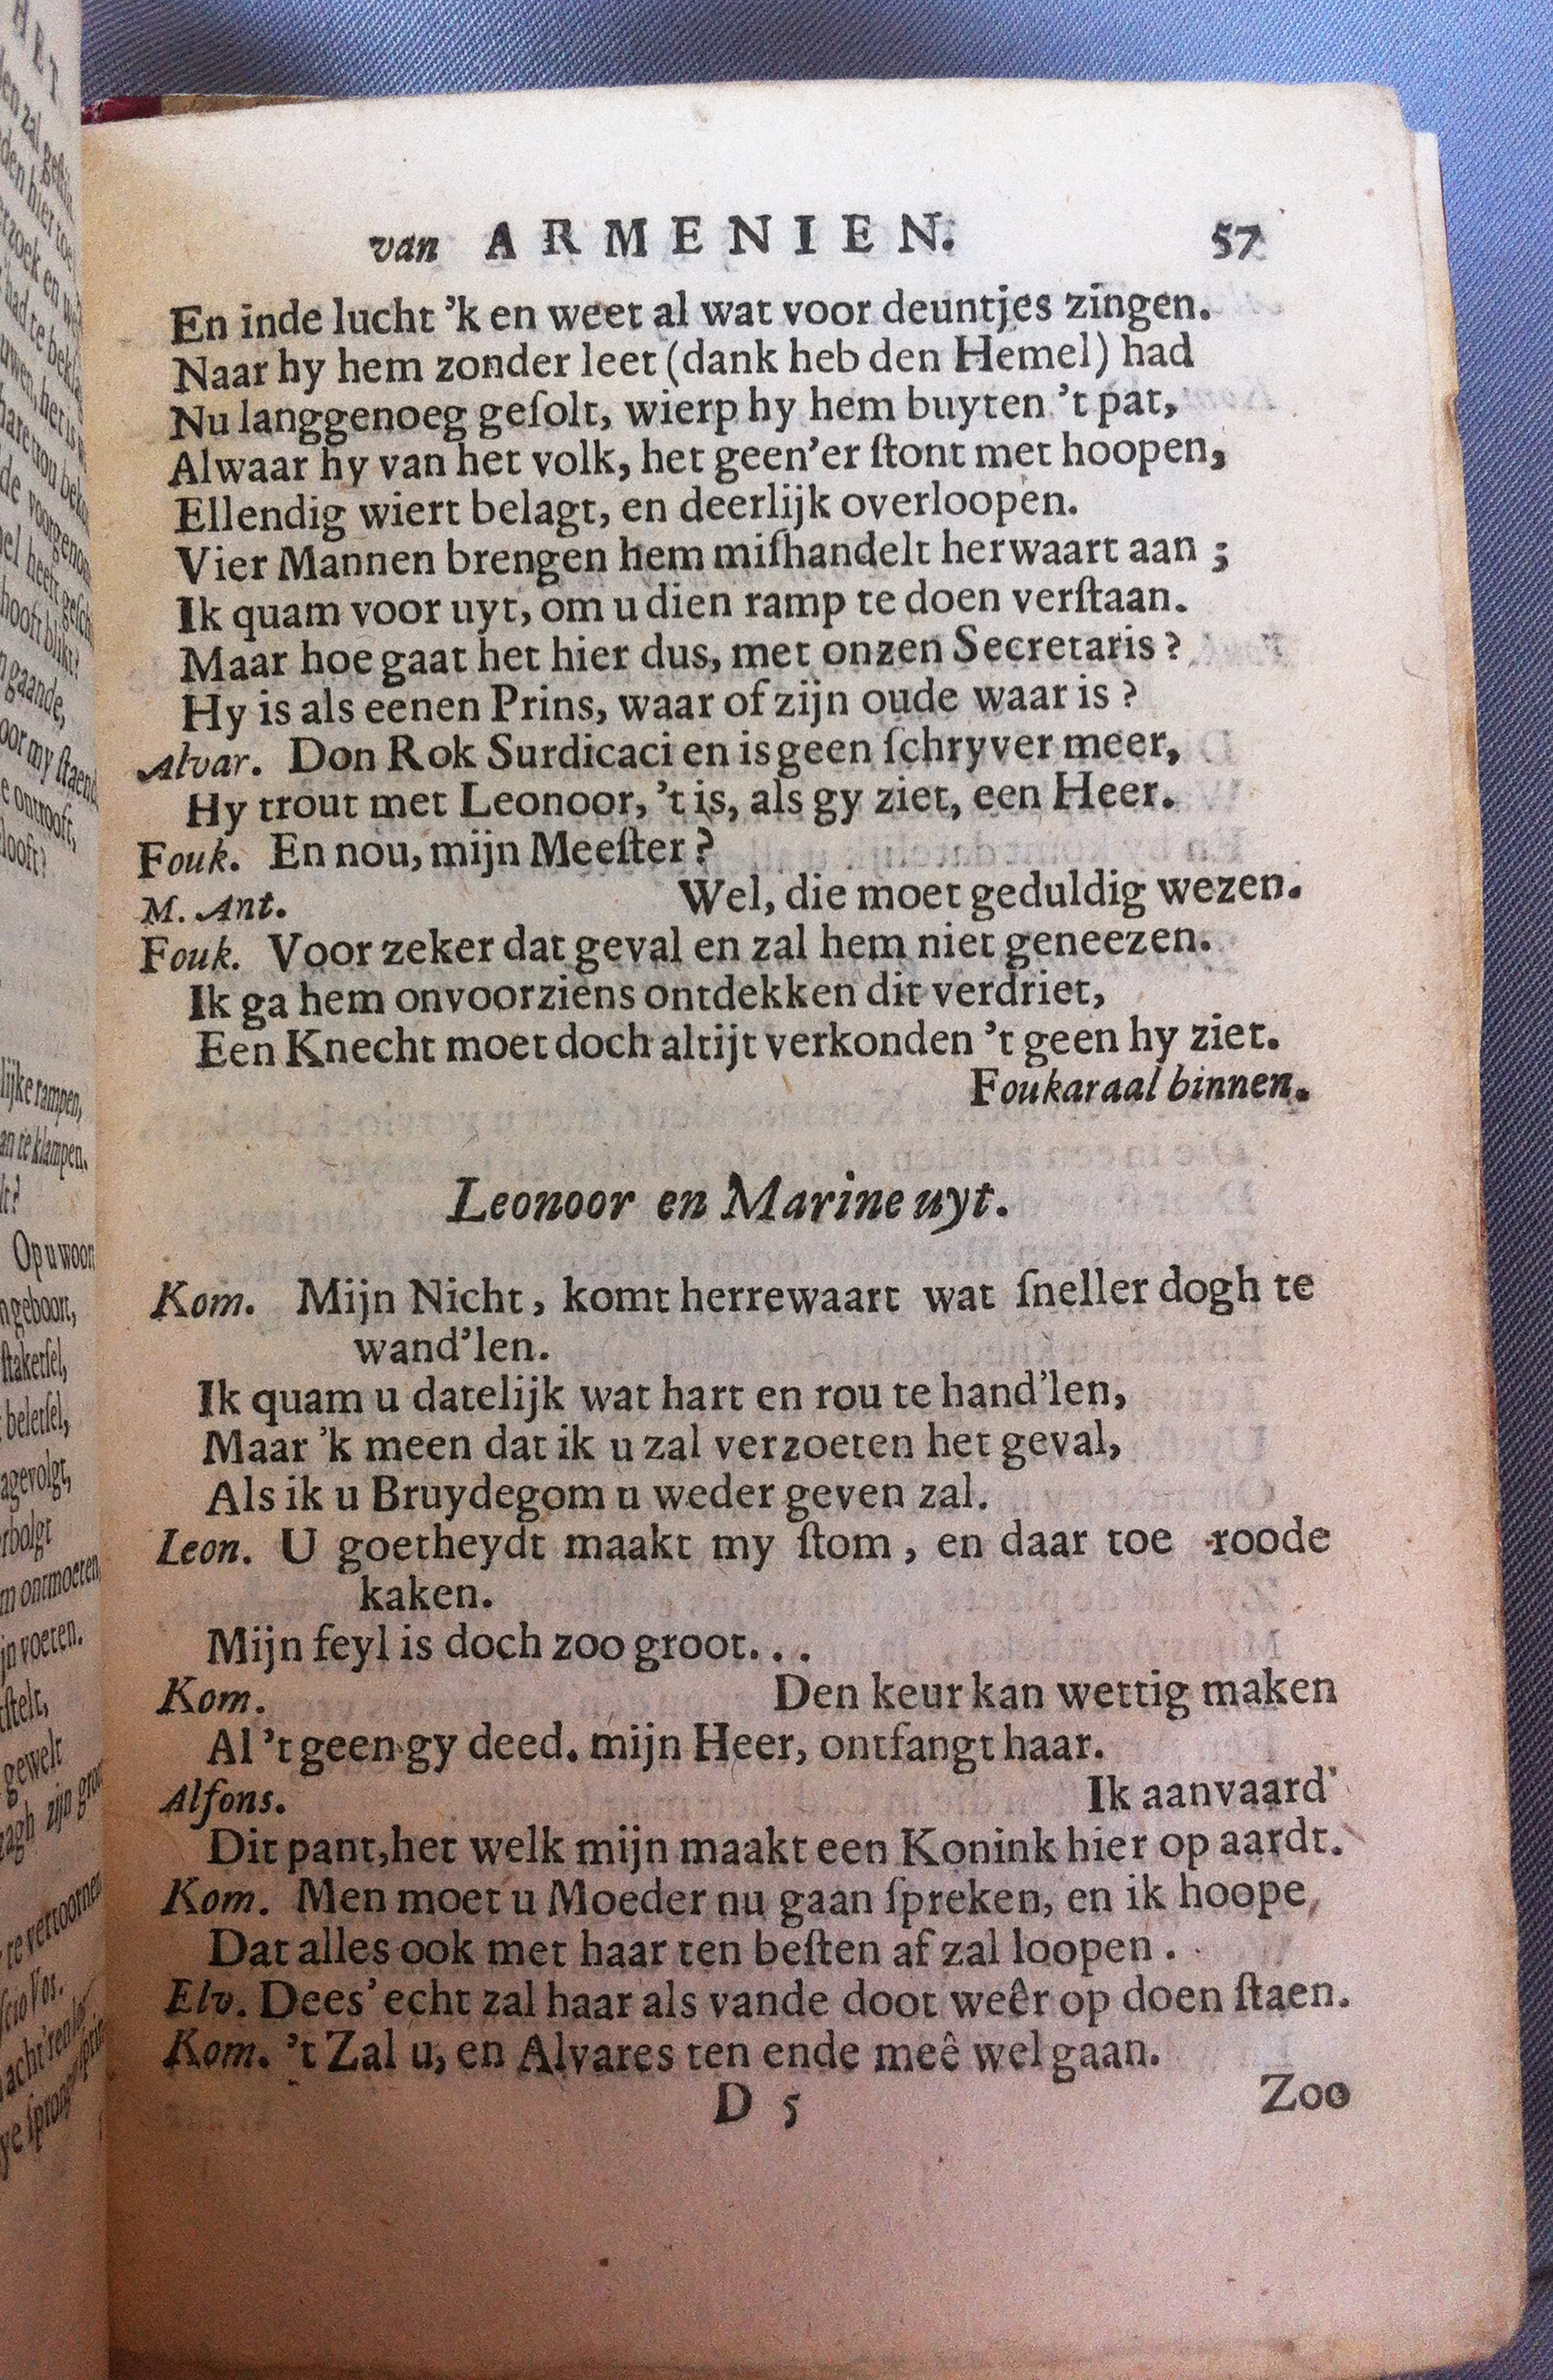 van ARMENIEN. 57
En inde lucht 'k en weet al wat voor deuntjes zingen.
Naar hy hem zonder leet (dank heb den Hemel) had
Nu langgenoeg geſolt, wierp hy hem buyten 't pat,
Alwaar hy van het volk, het geen'er ſtont met hoopen,
Ellendig wiert belagt, en deerlijk overloopen.
Vier Mannen brengen hem miſhandelt herwaart aan ;
Ik quam voor uyt, om u dien ramp te doen verſtaan.
Maar hoe gaat het hier dus, met onzen Secretaris ?
Hy is als eenen Prins, waar of zijn oude waar is ?
Alvar. Don Rok Surdicaci en is geen ſchryver meer,
Hy trout met Leonoor, 't is, als gy ziet, een Heer.
Fouk. En nou, mijn Meeſter ?
M. Ant. Wel, die moet geduldig wezen.
Fouk. Voor zeker dat geval en zal hem niet geneezen.
Ik ga hem onvoorziens ontdekken dit verdriet,
Een Knecht moet doch altijt verkonden 't geen hy ziet.
Foukaraal binnen.
Leonoor en Marine uyt.
Kom. Mijn Nicht, komt herrewaart wat ſneller dogh te
wand'len.
Ik quam u datelijk wat hart en rou te hand'len,
Maar 'k meen dat ik u zal verzoeten het geval,
Als ik u Bruydegom u weder geven zal.
Leon. U goetheydt maakt my ſtom, en daar toe roode
kaken.
Mijn feyl is doch zoo groot...
Kom. Den keur kan wettig maken
Al 't geen gy deed. mijn Heer, ontfangt haar.
Alfons. Ik aanvaard'
Dit pant, het welk mijn maakt een Konink hier op aardt.
Kom. Men moet u Moeder nu gaan ſpreken, en ik hoope,
Dat alles ook met haar ten beſten af zal loopen.
Elv. Dees' echt zal haar als vande doot weêr op doen ſtaen.
Kom. 't Zal u, en Alvares ten ende meê wel gaan.
D 5 Zoo